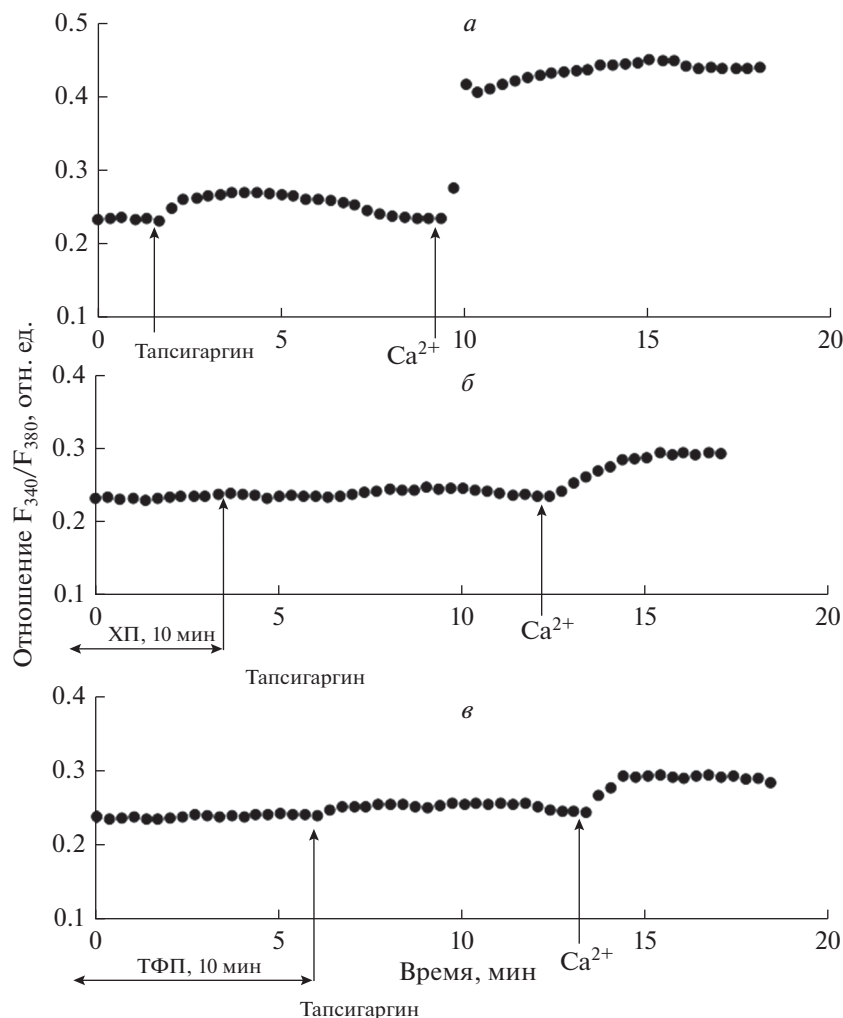 а
0.5
0.4
0.3
0.2
0.1
0 5 10 15 20
Тапсигаргин
Ca²⁺
б
0.4
0.3
0.2
0.1
0 5 10 15 20
ХП, 10 мин
Ca²⁺
Тапсигаргин
в
0.4
0.3
0.2
0.1
0 5 10 15 20
ТФП, 10 мин
Время, мин
Ca²⁺
Тапсигаргин
Отношение F₃₄₀/F₃₈₀, отн. ед.